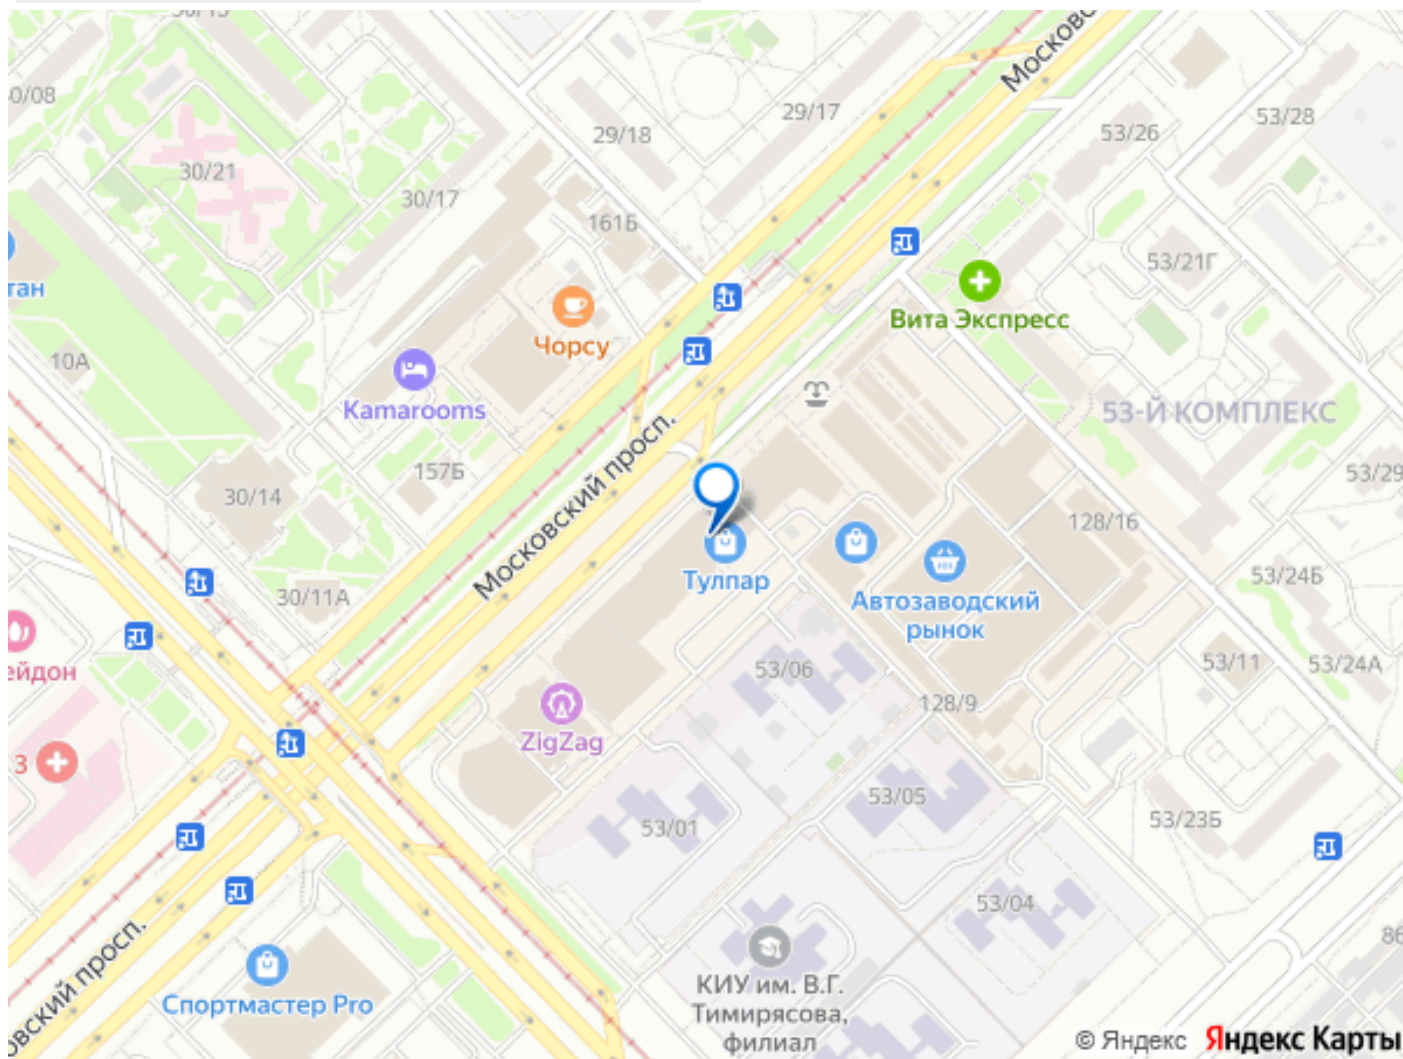 30/15
Московс
0/08
29/17
53/28
29/18
53/26
30/21
30/17
161Б
53/21Г
тан
Вита Экспресс
Чорсу
10А
Kamarooms
53-Й КОМПЛЕКС
Московский просп.
157Б
53/29
30/14
128/16
Тулпар
Автозаводский
рынок
53/24Б
30/11А
ейдон
53/06
53/11
53/24А
128/9
ZigZag
3
53/05
53/01
53/23Б
53/04
86
овский просп.
Спортмастер Pro
КИУ им. В.Г.
Тимирясова,
филиал
© Яндекс Яндекс Карты